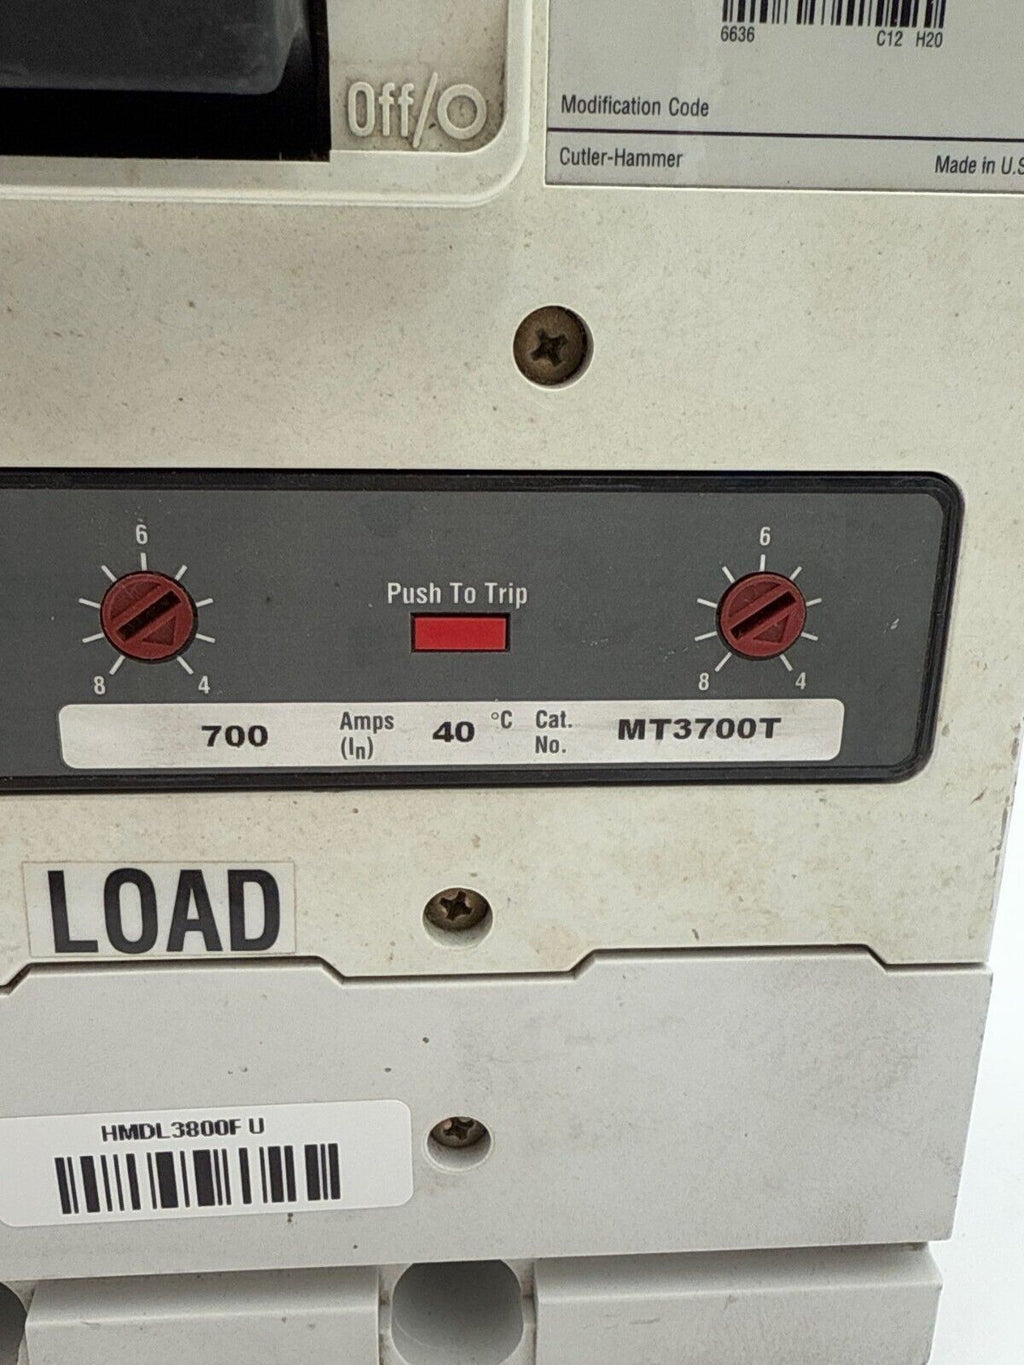 6636 C12 H20
Off/O
Modification Code
Cutler-Hammer Made in U.S
6 6
Push To Trip
8 4 8 4
700 Amps (In) 40 °C Cat. No. MT3700T
LOAD
HMDL3800F U